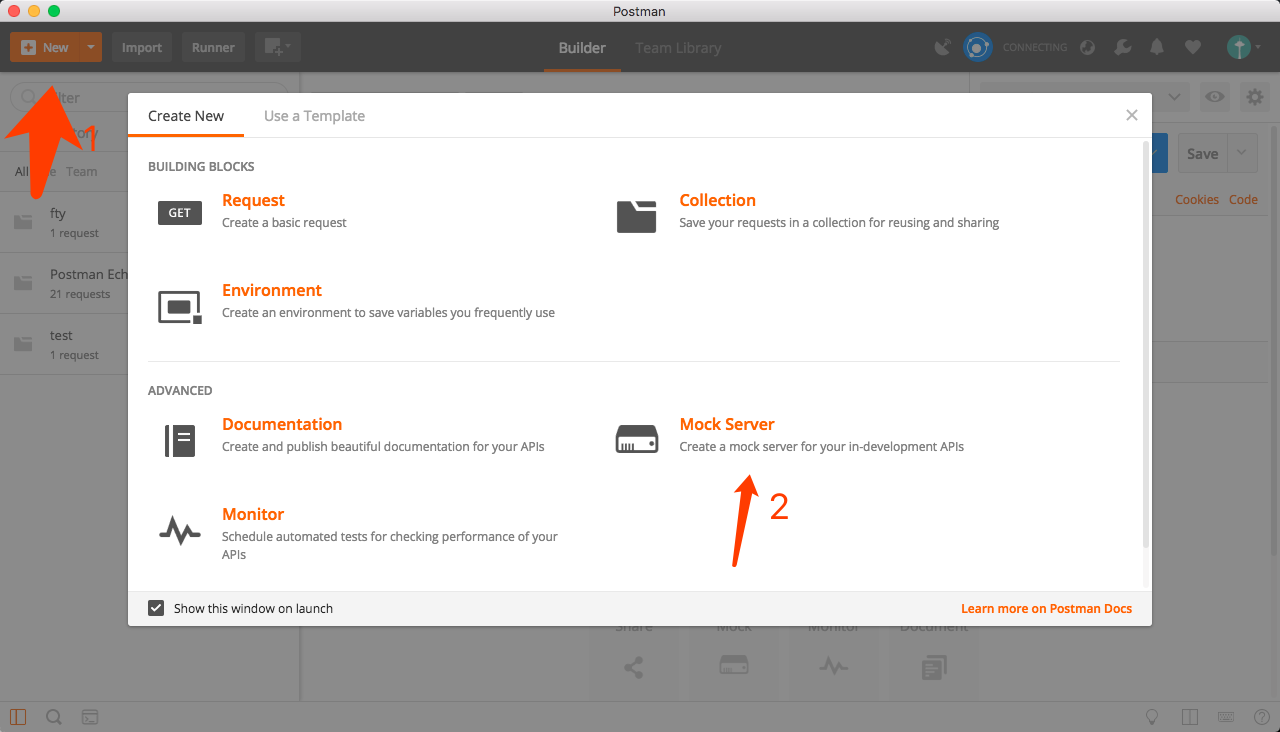 Postman
New
Import
Runner
Builder
Team Library
CONNECTING
1
All
Team
fty
1 request
Postman Ech
21 requests
test
1 request
Save
Cookies
Code
Create New
Use a Template
BUILDING BLOCKS
GET
Request
Create a basic request
Collection
Save your requests in a collection for reusing and sharing
Environment
Create an environment to save variables you frequently use
ADVANCED
Documentation
Create and publish beautiful documentation for your APIs
Mock Server
Create a mock server for your in-development APIs
2
Monitor
Schedule automated tests for checking performance of your
APIs
Show this window on launch
Learn more on Postman Docs
Share
Mock
Monitor
Document